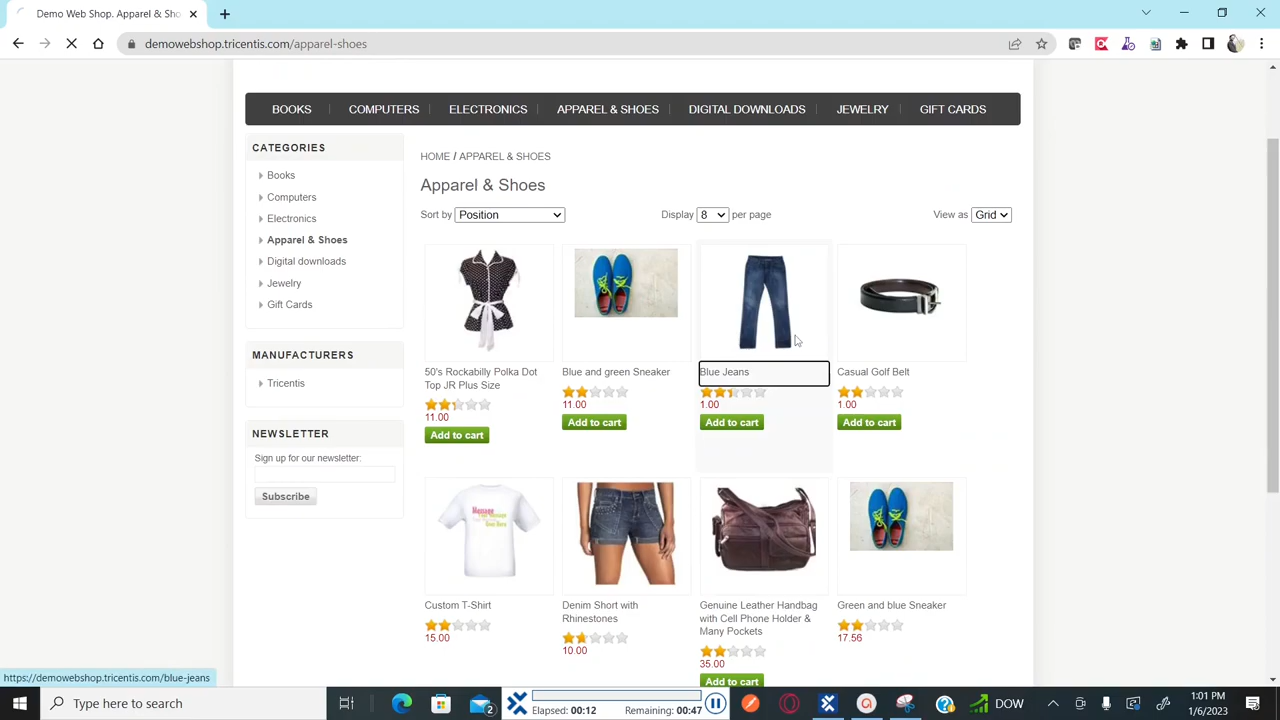 Demo Web Shop. Apparel & Sho
demowebshop.tricentis.com/apparel-shoes
BOOKS
COMPUTERS
ELECTRONICS
APPAREL & SHOES
DIGITAL DOWNLOADS
JEWELRY
GIFT CARDS
CATEGORIES
Books
Computers
Electronics
Apparel & Shoes
Digital downloads
Jewelry
Gift Cards
MANUFACTURERS
Tricentis
NEWSLETTER
Sign up for our newsletter:
Subscribe
HOME / APPAREL & SHOES
Apparel & Shoes
Sort by Position
Display 8 per page
View as Grid
50's Rockabilly Polka Dot
Top JR Plus Size
11.00
Add to cart
Blue and green Sneaker
11.00
Add to cart
Blue Jeans
1.00
Add to cart
Casual Golf Belt
1.00
Add to cart
Custom T-Shirt
15.00
Denim Short with
Rhinestones
10.00
Genuine Leather Handbag
with Cell Phone Holder &
Many Pockets
35.00
Add to cart
Green and blue Sneaker
17.56
https://demowebshop.tricentis.com/blue-jeans
Type here to search
2
Elapsed: 00:12
Remaining: 00:47
DOW
1:01 PM
1/6/2023